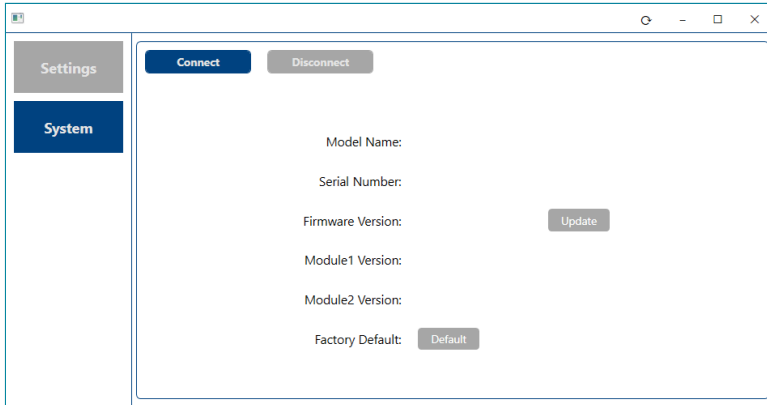 Settings
System
Connect Disconnect
Model Name:
Serial Number:
Firmware Version: Update
Module1 Version:
Module2 Version:
Factory Default: Default